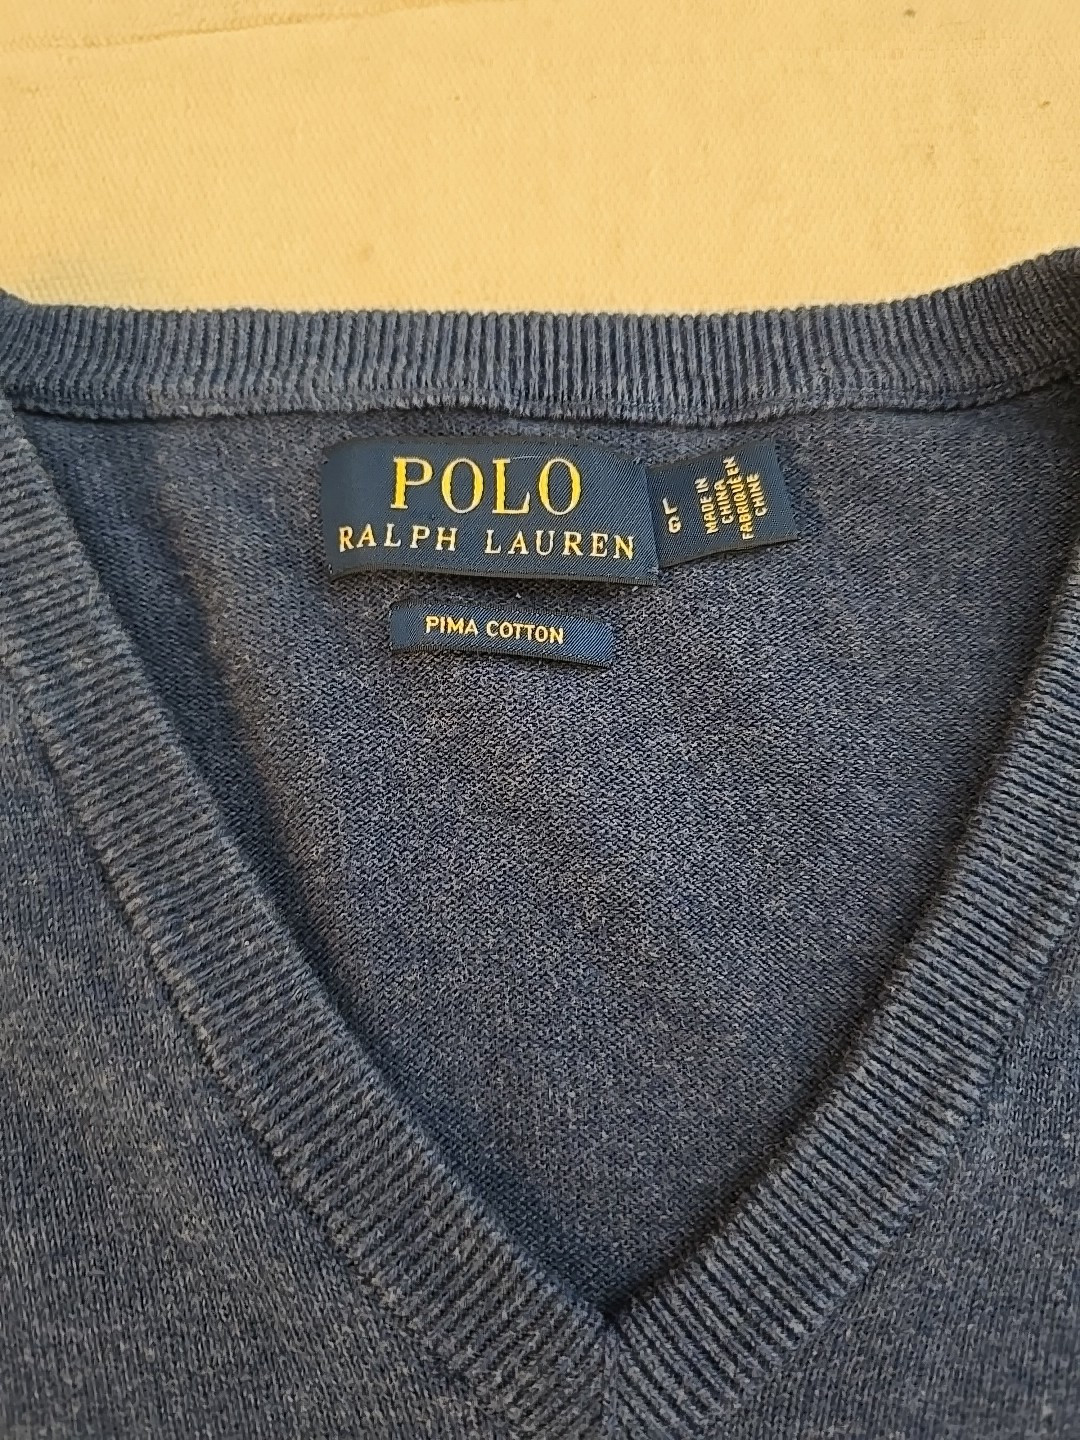 POLO
RALPH LAUREN
L
G
MADE IN
CHINA
FABRIQUÉ EN
CHINE
PIMA COTTON